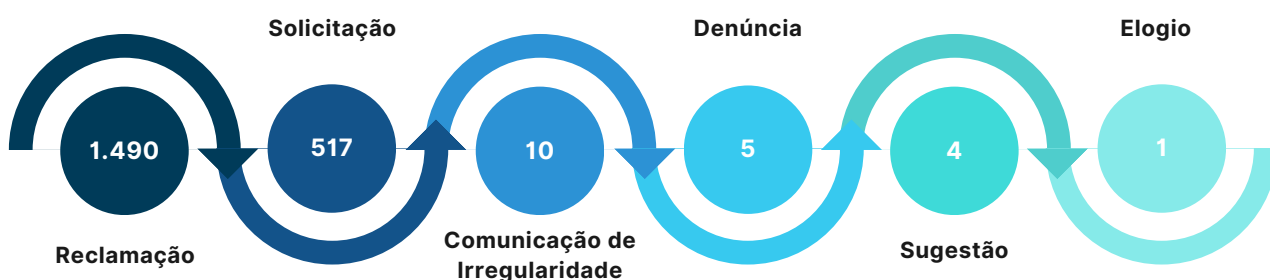 Solicitação
Denúncia
Elogio
1.490
517
10
5
4
1
Reclamação
Comunicação de
Irregularidade
Sugestão